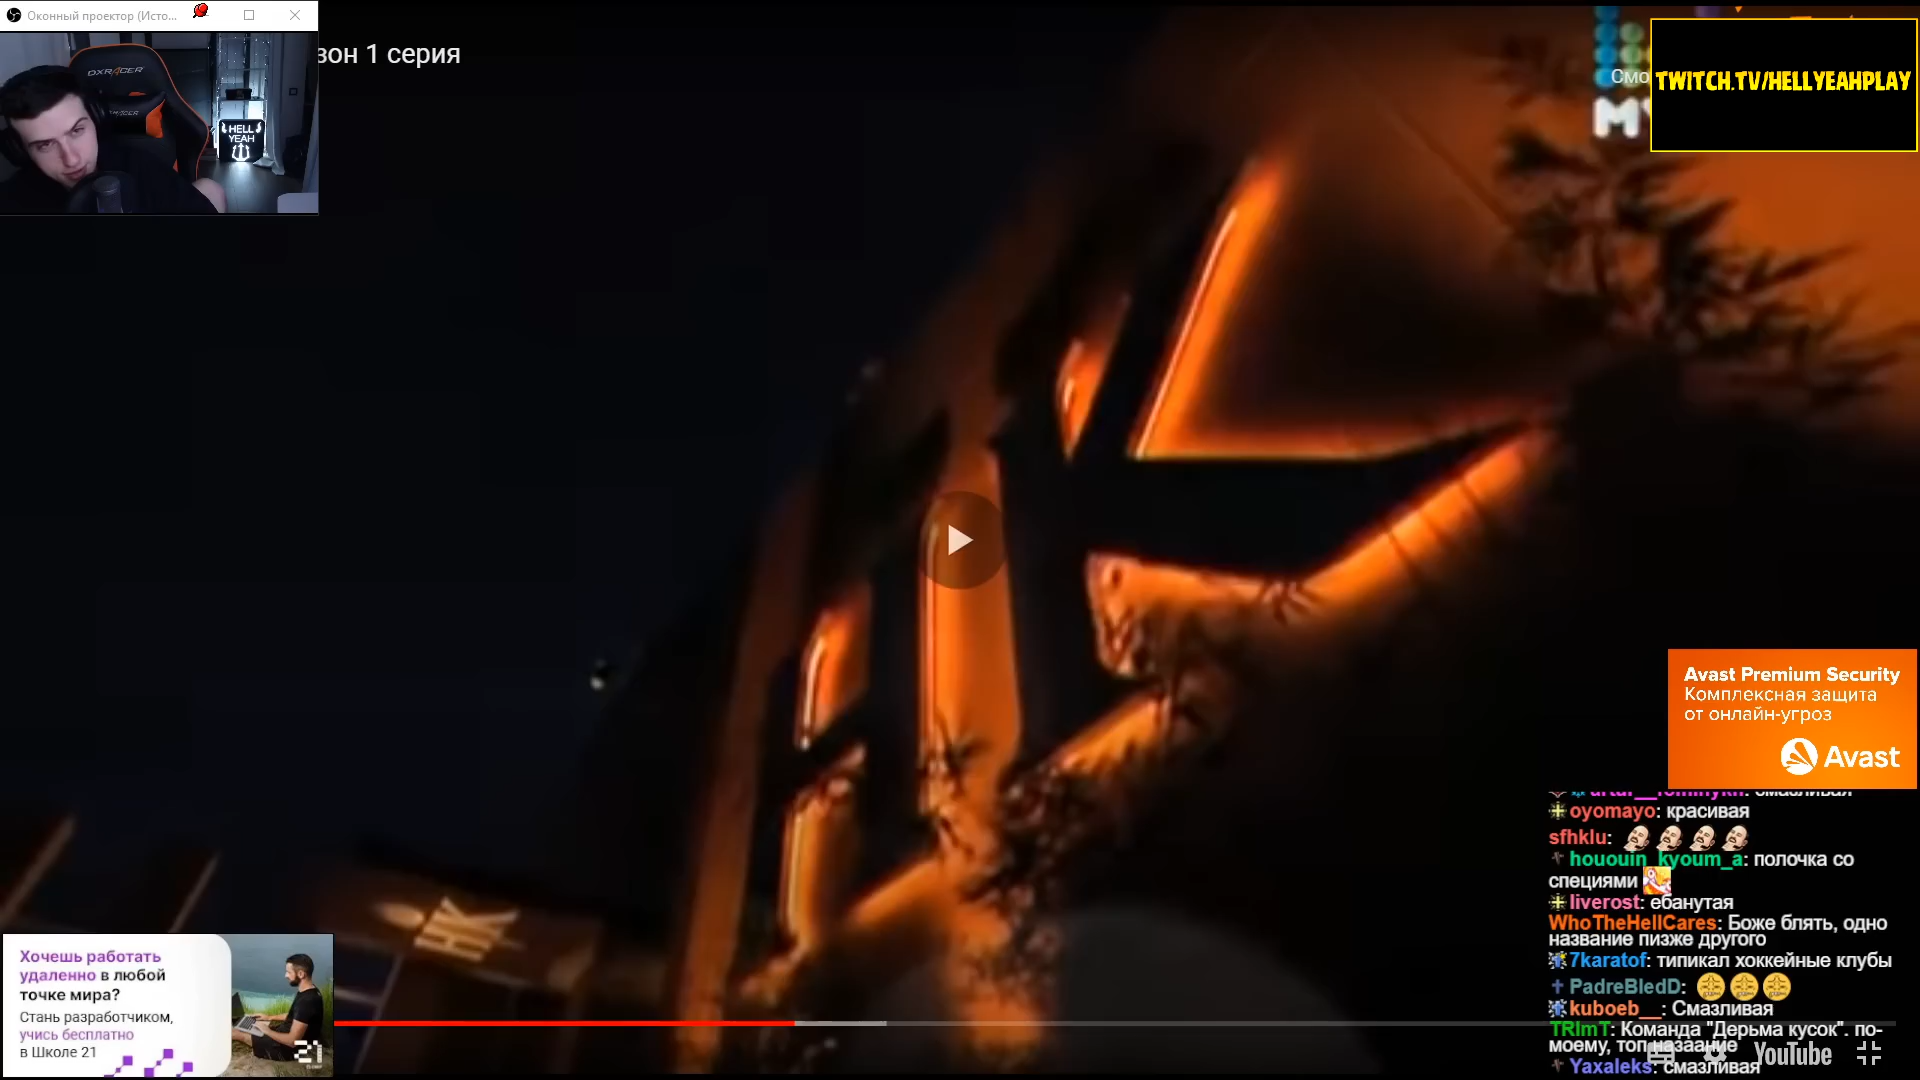 Оконный проектор (Исто...
зон 1 серия
DXRACER
HELL
YEAH
Смо
TWITCH.TV/HELLYEAHPLAY
НК
Avast Premium Security
Комплексная защита
от онлайн-угроз
Avast
oyomayo: красивая
sfhklu:
hououin_kyoum_a: полочка со
специями
liverost: ебанутая
WhoTheHellCares: Боже блять, одно
название пизже другого
7karatof: типикал хоккейные клубы
PadreBledD:
kuboeb__: Смазливая
TRImT: Команда "Дерьма кусок". по-
моему, топ назаание
Yaxaleks: смазливая
YouTube
Хочешь работать
удаленно в любой
точке мира?
Стань разработчиком,
учись бесплатно
в Школе 21
21